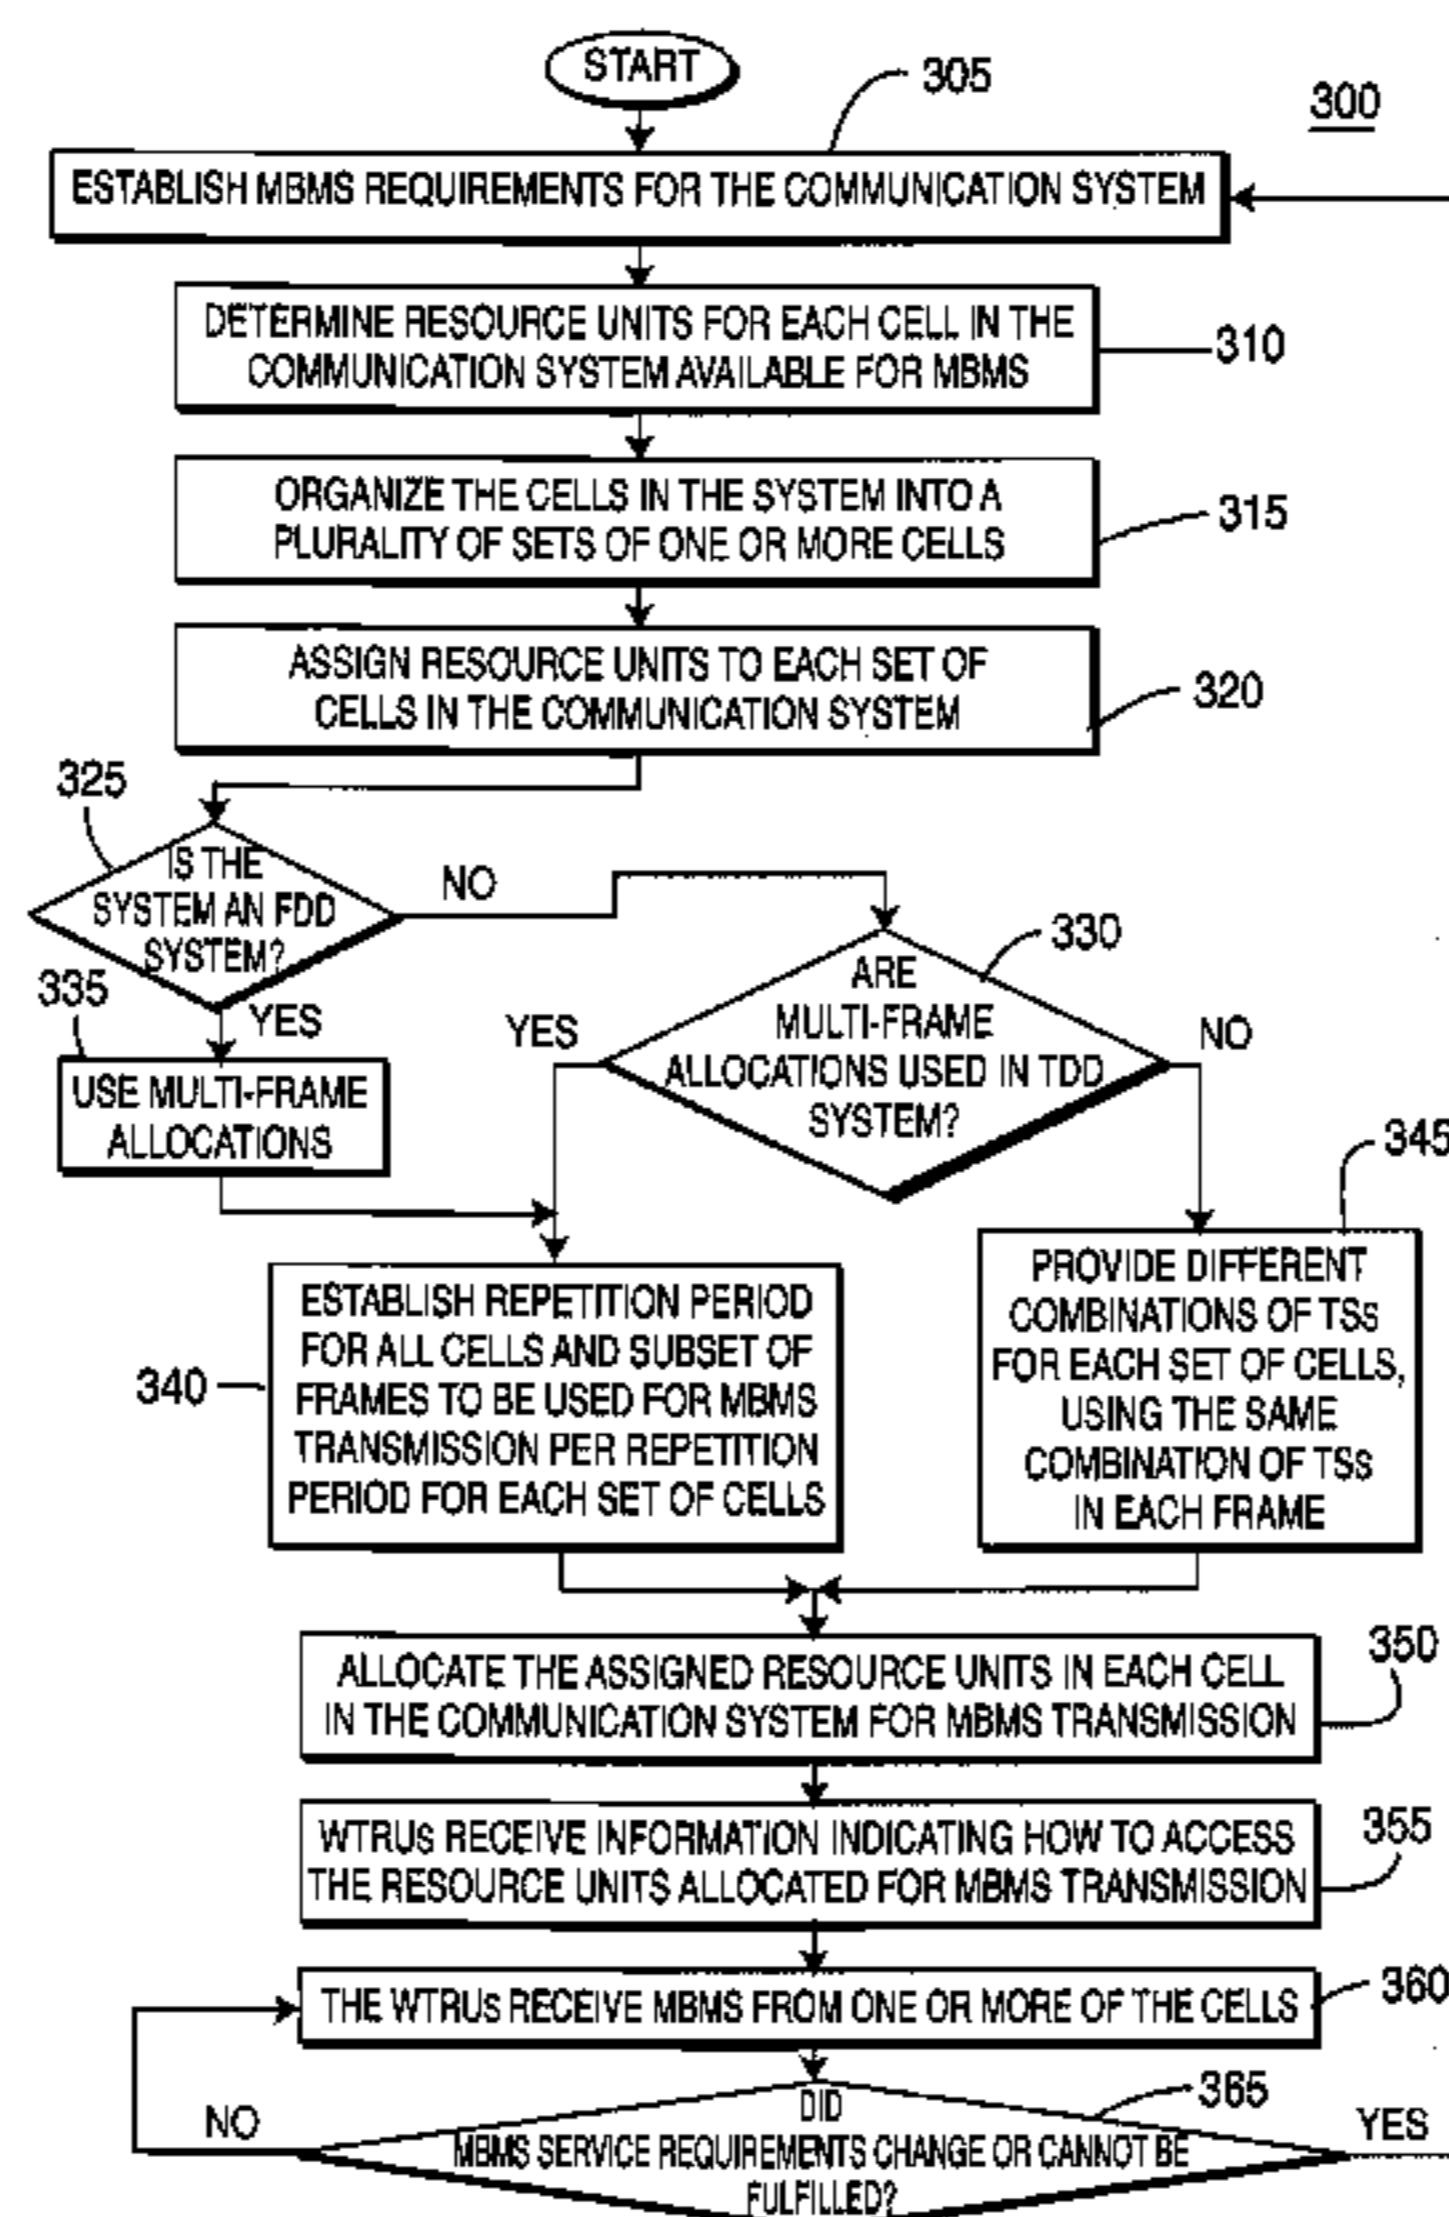 START
305
300
ESTABLISH MBMS REQUIREMENTS FOR THE COMMUNICATION SYSTEM
DETERMINE RESOURCE UNITS FOR EACH CELL IN THE
COMMUNICATION SYSTEM AVAILABLE FOR MBMS
310
ORGANIZE THE CELLS IN THE SYSTEM INTO A
PLURALITY OF SETS OF ONE OR MORE CELLS
315
ASSIGN RESOURCE UNITS TO EACH SET OF
CELLS IN THE COMMUNICATION SYSTEM
320
325
IS THE
SYSTEM AN FDD
SYSTEM?
NO
YES
335
USE MULTI-FRAME
ALLOCATIONS
330
ARE
MULTI-FRAME
ALLOCATIONS USED IN TDD
SYSTEM?
YES
NO
340
ESTABLISH REPETITION PERIOD
FOR ALL CELLS AND SUBSET OF
FRAMES TO BE USED FOR MBMS
TRANSMISSION PER REPETITION
PERIOD FOR EACH SET OF CELLS
345
PROVIDE DIFFERENT
COMBINATIONS OF TSs
FOR EACH SET OF CELLS,
USING THE SAME
COMBINATION OF TSs
IN EACH FRAME
350
ALLOCATE THE ASSIGNED RESOURCE UNITS IN EACH CELL
IN THE COMMUNICATION SYSTEM FOR MBMS TRANSMISSION
355
WTRUs RECEIVE INFORMATION INDICATING HOW TO ACCESS
THE RESOURCE UNITS ALLOCATED FOR MBMS TRANSMISSION
360
THE WTRUs RECEIVE MBMS FROM ONE OR MORE OF THE CELLS
365
DID
MBMS SERVICE REQUIREMENTS CHANGE OR CANNOT BE
FULFILLED?
NO
YES